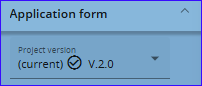 Application form
Project version
(current) V.2.0